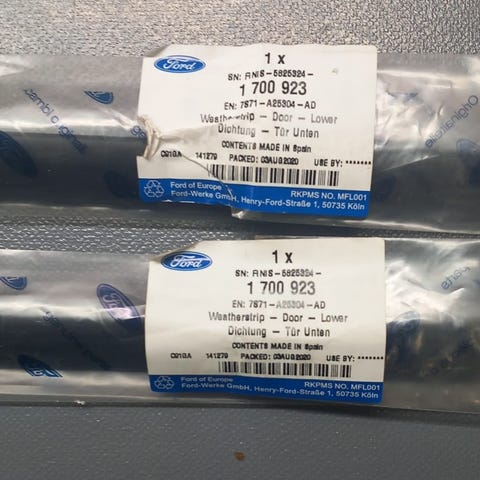 Ford
1 x
SN: RNIS-5825324-
1 700 923
EN: 7S71-A25304-AD
Weatherstrip - Door - Lower
Dichtung - Tür Unten
CONTENTS MADE IN Spain
C910A 141279 PACKED: 03AUG2020 USE BY: *******
Ford of Europe
Ford-Werke GmbH, Henry-Ford-Straße 1, 50735 Köln
RKPMS NO. MFL001
Ford
1 x
SN: RNIS-5825324-
1 700 923
EN: 7S71-A25304-AD
Weatherstrip - Door - Lower
Dichtung - Tür Unten
CONTENTS MADE IN Spain
C910A 141279 PACKED: 03AUG2020 USE BY: *******
Ford of Europe
Ford-Werke GmbH, Henry-Ford-Straße 1, 50735 Köln
RKPMS NO. MFL001